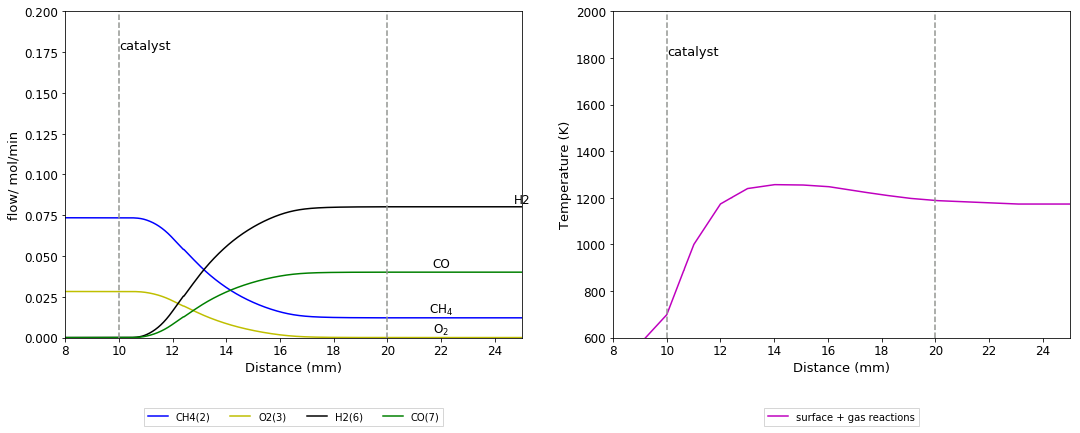 0.200
0.175
0.150
0.125
0.100
0.075
0.050
0.025
0.000
flow/ mol/min
catalyst
H2
CO
CH₄
O₂
8 10 12 14 16 18 20 22 24
Distance (mm)
CH4(2) O2(3) H2(6) CO(7)
2000
1800
1600
1400
1200
1000
800
600
Temperature (K)
catalyst
8 10 12 14 16 18 20 22 24
Distance (mm)
surface + gas reactions